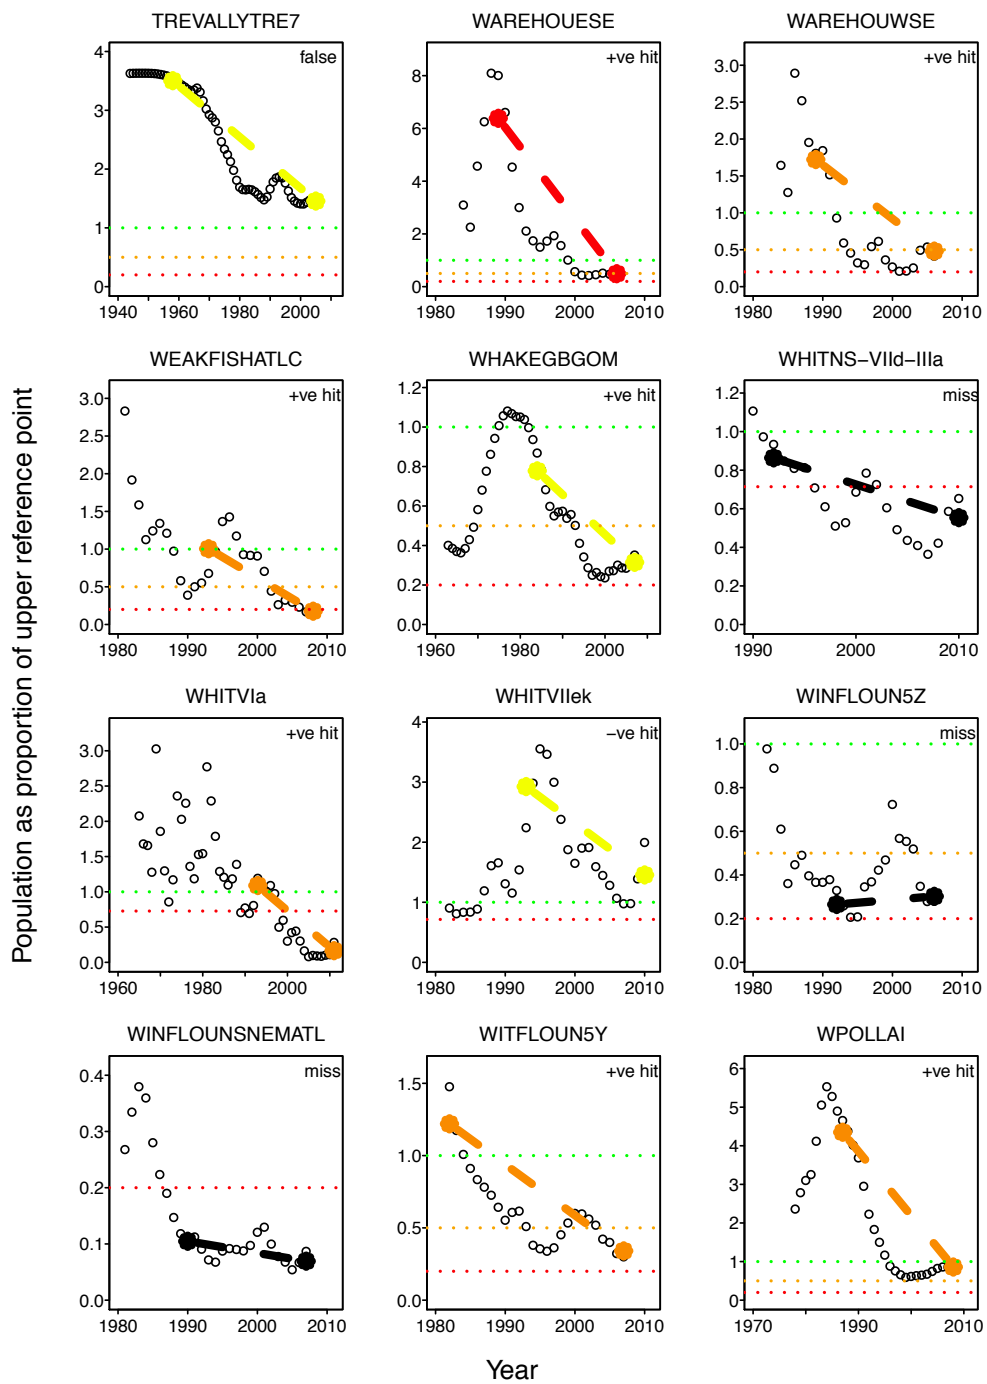 TREVALLYTRE7
false
4
3
2
1
0
1940 1960 1980 2000
WAREHOUESE
+ve hit
8
6
4
2
0
1980 1990 2000 2010
WAREHOUWSE
+ve hit
3.0
2.5
2.0
1.5
1.0
0.5
0.0
1980 1990 2000 2010
WEAKFISHATLC
+ve hit
3.0
2.5
2.0
1.5
1.0
0.5
0.0
1980 1990 2000 2010
WHAKEGBGOM
+ve hit
1.2
1.0
0.8
0.6
0.4
0.2
0.0
1960 1980 2000
WHITNS−VIId−IIIa
miss
1.2
1.0
0.8
0.6
0.4
0.2
0.0
1990 2000 2010
WHITVIa
+ve hit
3.0
2.5
2.0
1.5
1.0
0.5
0.0
1960 1980 2000
WHITVIIek
−ve hit
4
3
2
1
0
1980 1990 2000 2010
WINFLOUN5Z
miss
1.0
0.8
0.6
0.4
0.2
0.0
1980 1990 2000 2010
WINFLOUNSNEMATL
miss
0.4
0.3
0.2
0.1
0.0
1980 1990 2000 2010
WITFLOUN5Y
+ve hit
1.5
1.0
0.5
0.0
1980 1990 2000 2010
WPOLLAI
+ve hit
6
5
4
3
2
1
0
1970 1990 2010
Population as proportion of upper reference point
Year